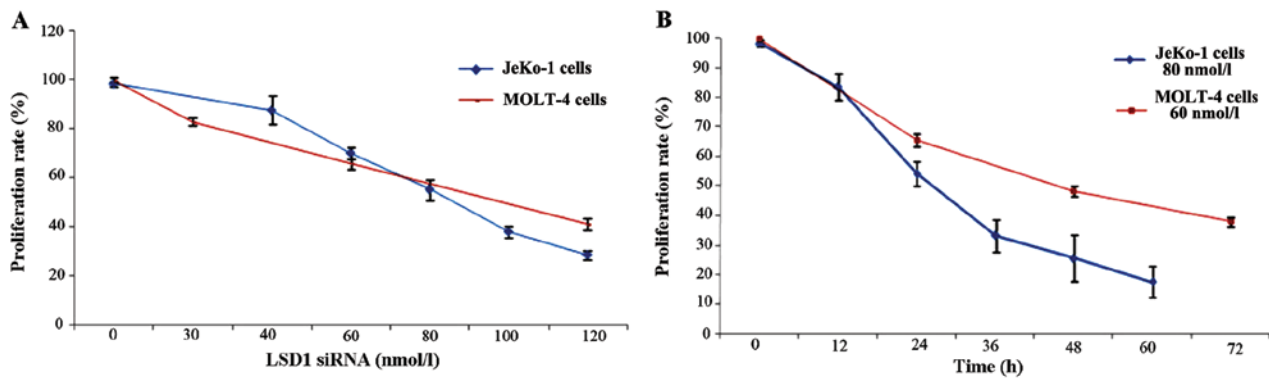 A
Proliferation rate (%)
120
100
80
60
40
20
0
0 30 40 60 80 100 120
LSD1 siRNA (nmol/l)
JeKo-1 cells
MOLT-4 cells
B
Proliferation rate (%)
100
90
80
70
60
50
40
30
20
10
0
0 12 24 36 48 60 72
Time (h)
JeKo-1 cells
80 nmol/l
MOLT-4 cells
60 nmol/l